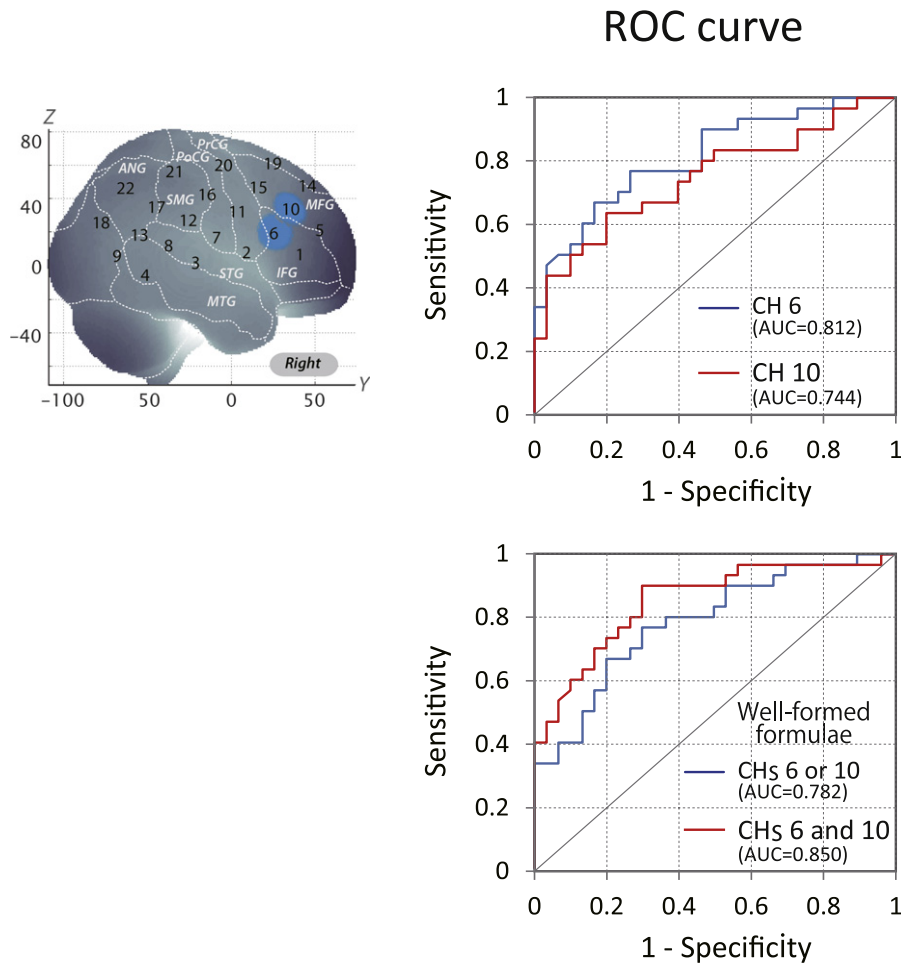 ROC curve
Z
80
40
0
−40
−100
50
0
50
Y
PrCG
PoCG
ANG
SMG
MFG
STG
IFG
MTG
19
20
21
14
22
16
15
10
17
12
11
18
5
13
6
8
7
9
2
1
3
4
Right
1
0.8
0.6
0.4
0.2
0
Sensitivity
CH 6
(AUC=0.812)
CH 10
(AUC=0.744)
0
0.2
0.4
0.6
0.8
1
1 - Specificity
1
0.8
0.6
0.4
0.2
0
Sensitivity
Well-formed
formulae
CHs 6 or 10
(AUC=0.782)
CHs 6 and 10
(AUC=0.850)
0
0.2
0.4
0.6
0.8
1
1 - Specificity